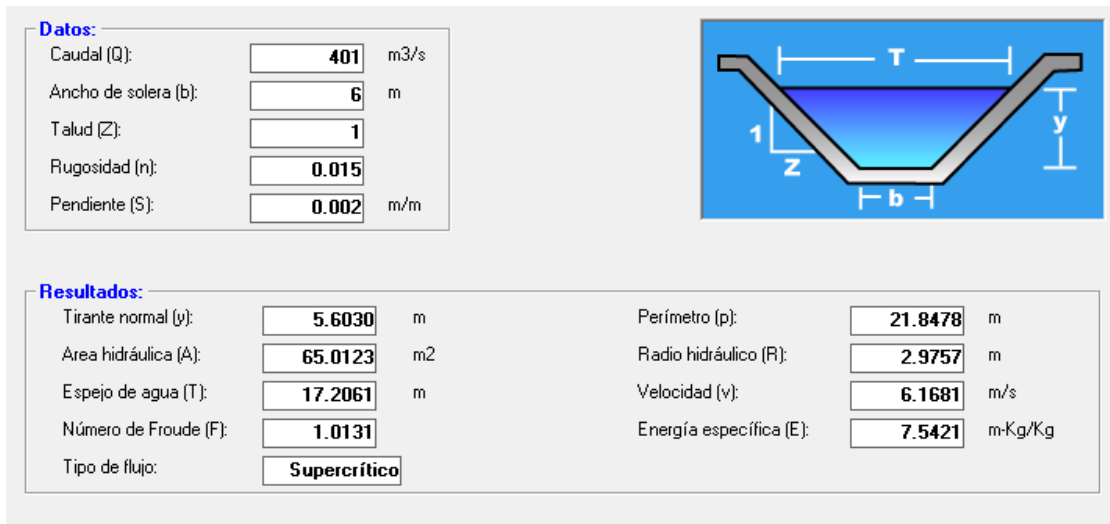 Datos:
Caudal (Q): 401 m3/s
Ancho de solera (b): 6 m
Talud (Z): 1
Rugosidad (n): 0.015
Pendiente (S): 0.002 m/m
T
1
Z
y
b
Resultados:
Tirante normal (y): 5.6030 m Perímetro (p): 21.8478 m
Area hidráulica (A): 65.0123 m2 Radio hidráulico (R): 2.9757 m
Espejo de agua (T): 17.2061 m Velocidad (v): 6.1681 m/s
Número de Froude (F): 1.0131 Energía específica (E): 7.5421 m-Kg/Kg
Tipo de flujo: Supercrítico